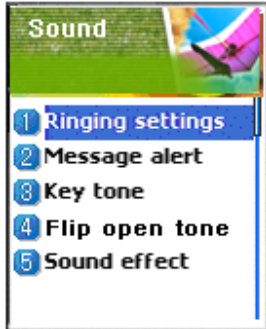 Sound
1 Ringing settings
2 Message alert
3 Key tone
4 Flip open tone
5 Sound effect